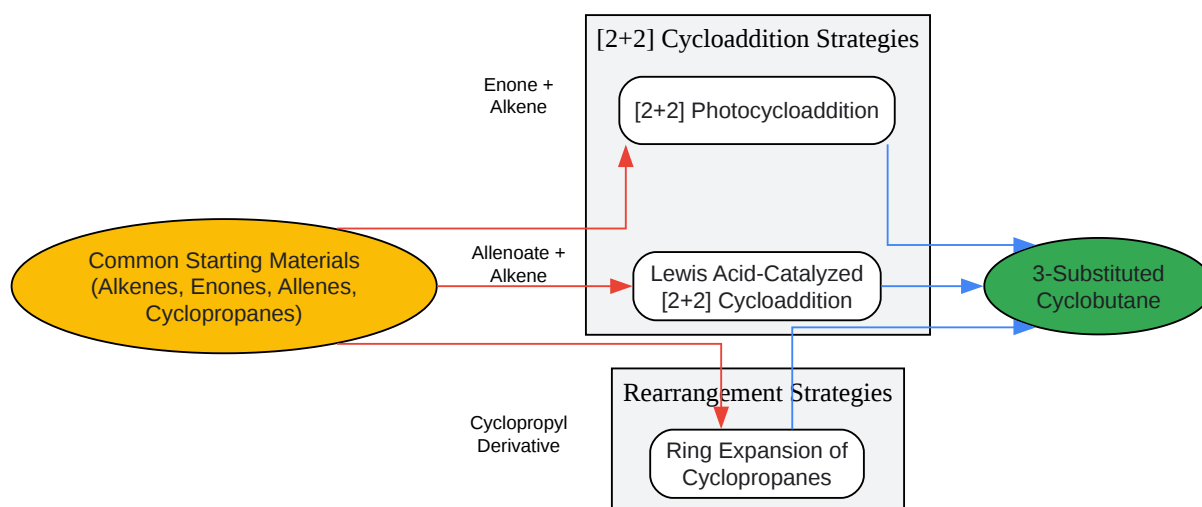 [2+2] Cycloaddition Strategies
Enone +
Alkene
[2+2] Photocycloaddition
Common Starting Materials
(Alkenes, Enones, Allenes,
Cyclopropanes)
Allenoate +
Alkene
Lewis Acid-Catalyzed
[2+2] Cycloaddition
3-Substituted
Cyclobutane
Rearrangement Strategies
Cyclopropyl
Derivative
Ring Expansion of
Cyclopropanes